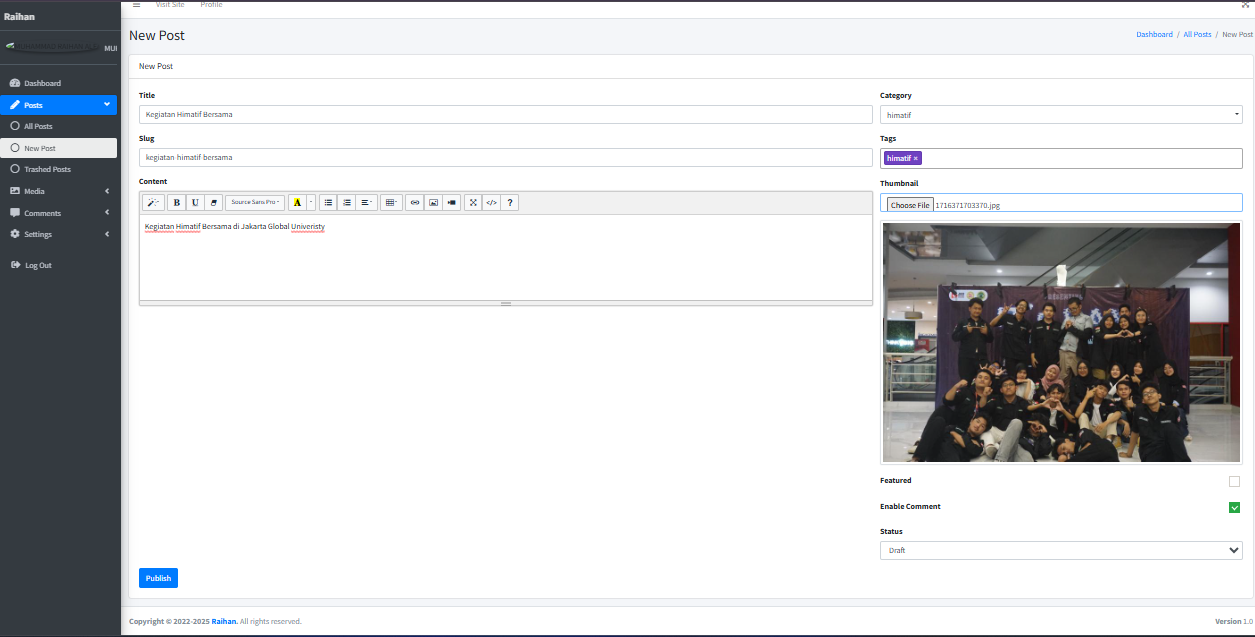 Visit Site Profile
Raihan
MUHAMMAD RAIHAN
MUI
Dashboard
Posts
All Posts
New Post
Trashed Posts
Media
Comments
Settings
Log Out
New Post
Dashboard / All Posts / New Post
New Post
Title
Kegiatan Himatif Bersama
Slug
kegiatan himatif bersama
Content
B U
Source Sans Pro
A
</> ?
Kegiatan Himatif Bersama di Jakarta Global Univeristy
Category
himatif
Tags
himatif ×
Thumbnail
Choose File 1716371703370.jpg
Featured
Enable Comment
Status
Draft
Publish
Copyright © 2022-2025 Raihan. All rights reserved.
Version 1.0